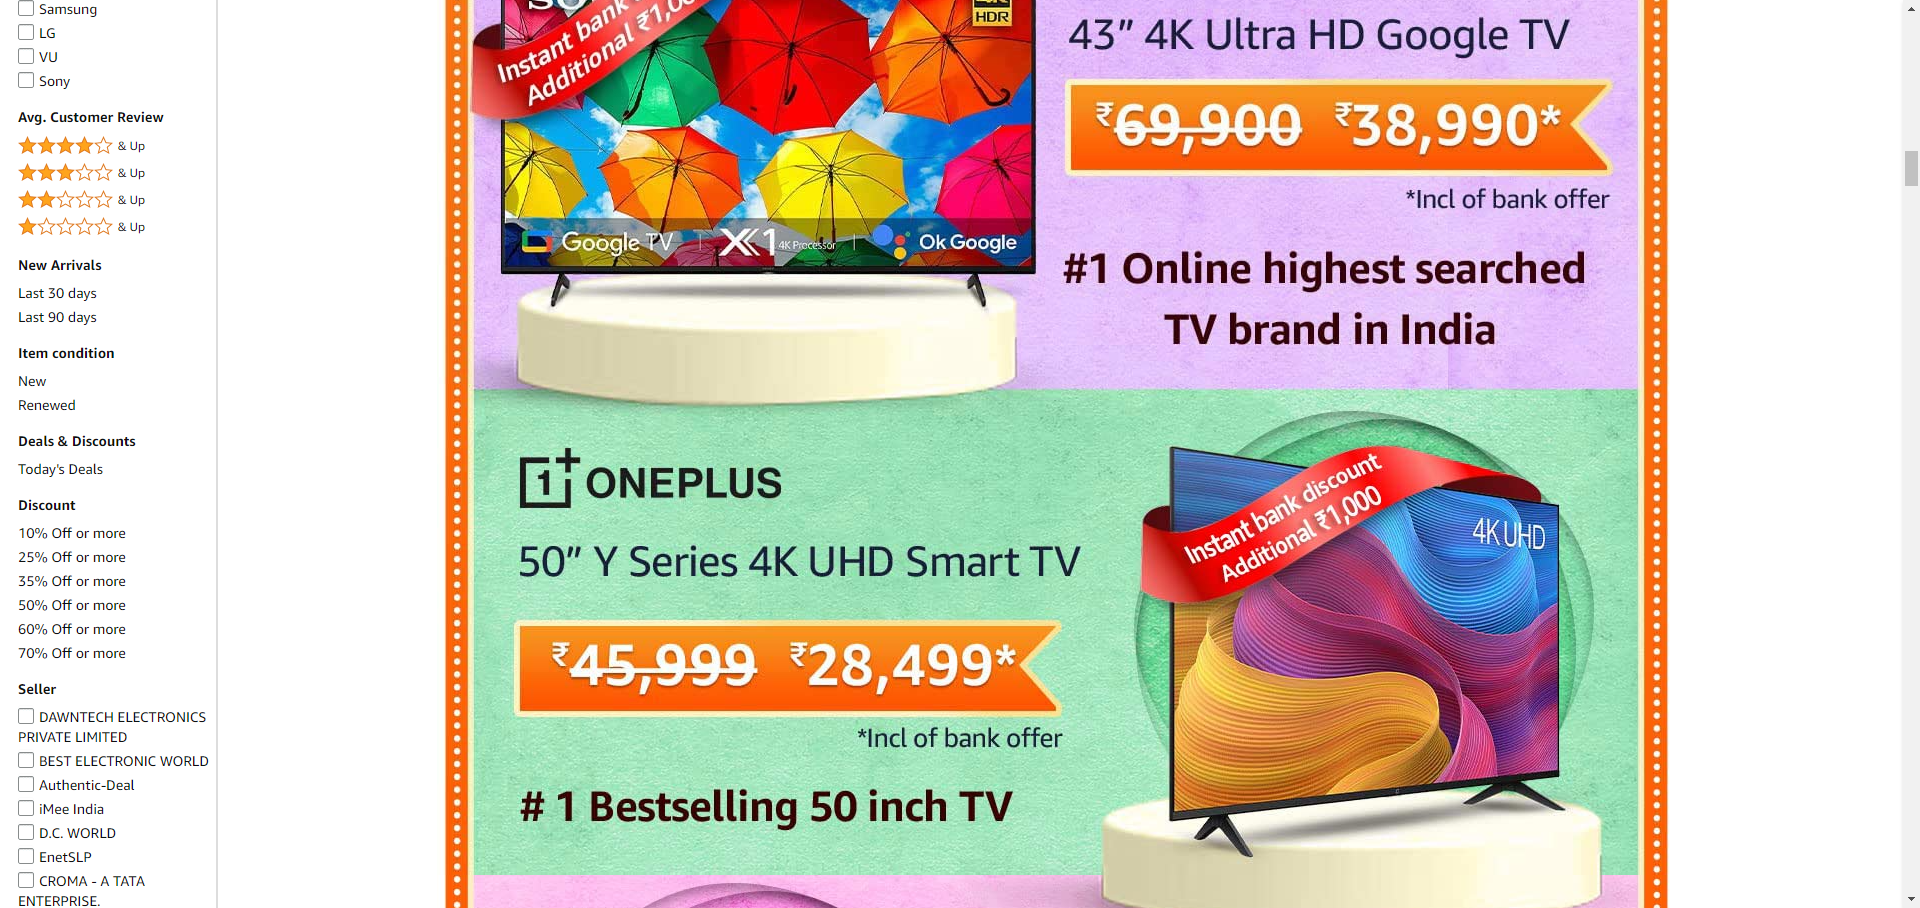 Samsung
LG
VU
Sony
Avg. Customer Review
& Up
& Up
& Up
& Up
New Arrivals
Last 30 days
Last 90 days
Item condition
New
Renewed
Deals & Discounts
Today's Deals
Discount
10% Off or more
25% Off or more
35% Off or more
50% Off or more
60% Off or more
70% Off or more
Seller
DAWNTECH ELECTRONICS
PRIVATE LIMITED
BEST ELECTRONIC WORLD
Authentic-Deal
iMee India
D.C. WORLD
EnetSLP
CROMA - A TATA
ENTERPRISE.
HDR
Instant bank
Additional
Google TV
X1 4K Processor
Ok Google
43" 4K Ultra HD Google TV
₹69,900 ₹38,990*
*Incl of bank offer
#1 Online highest searched
TV brand in India
1+ ONEPLUS
50" Y Series 4K UHD Smart TV
₹45,999 ₹28,499*
*Incl of bank offer
# 1 Bestselling 50 inch TV
Instant bank discount
Additional ₹1,000
4K UHD